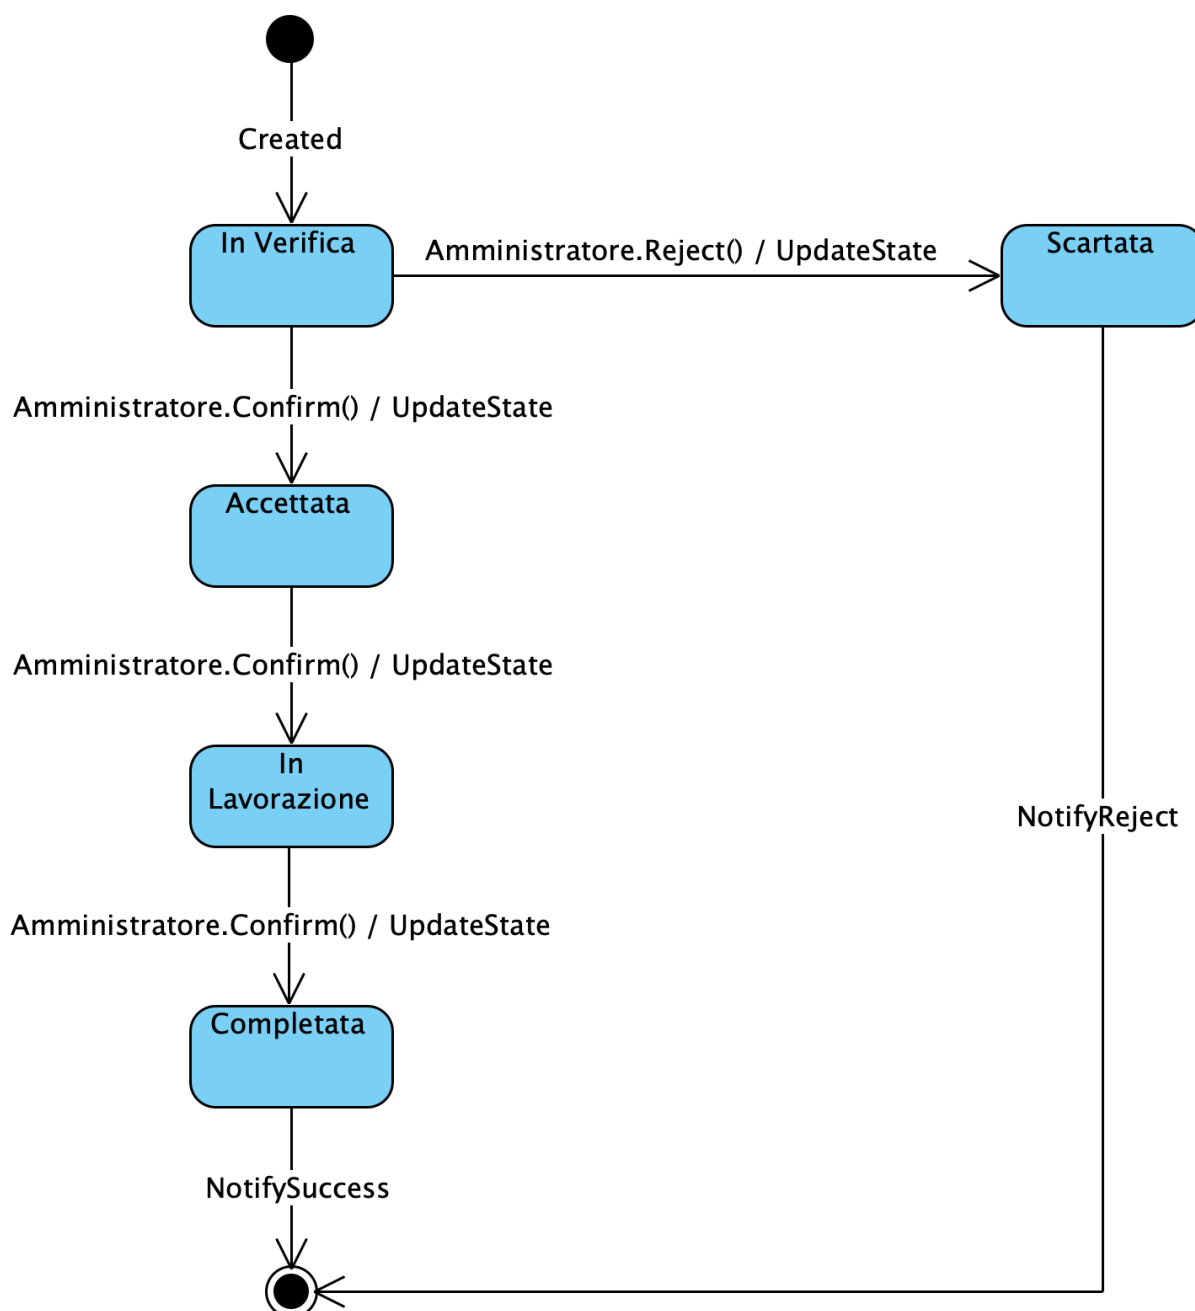 Created
In Verifica
Amministratore.Reject() / UpdateState
Scartata
Amministratore.Confirm() / UpdateState
Accettata
Amministratore.Confirm() / UpdateState
In
Lavorazione
NotifyReject
Amministratore.Confirm() / UpdateState
Completata
NotifySuccess